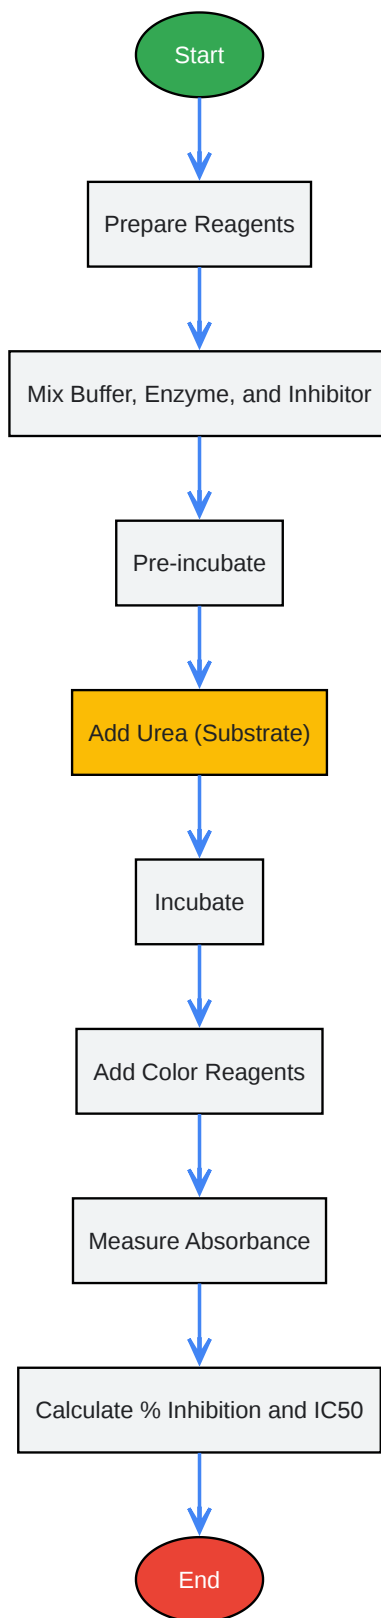 Start
Prepare Reagents
Mix Buffer, Enzyme, and Inhibitor
Pre-incubate
Add Urea (Substrate)
Incubate
Add Color Reagents
Measure Absorbance
Calculate % Inhibition and IC50
End